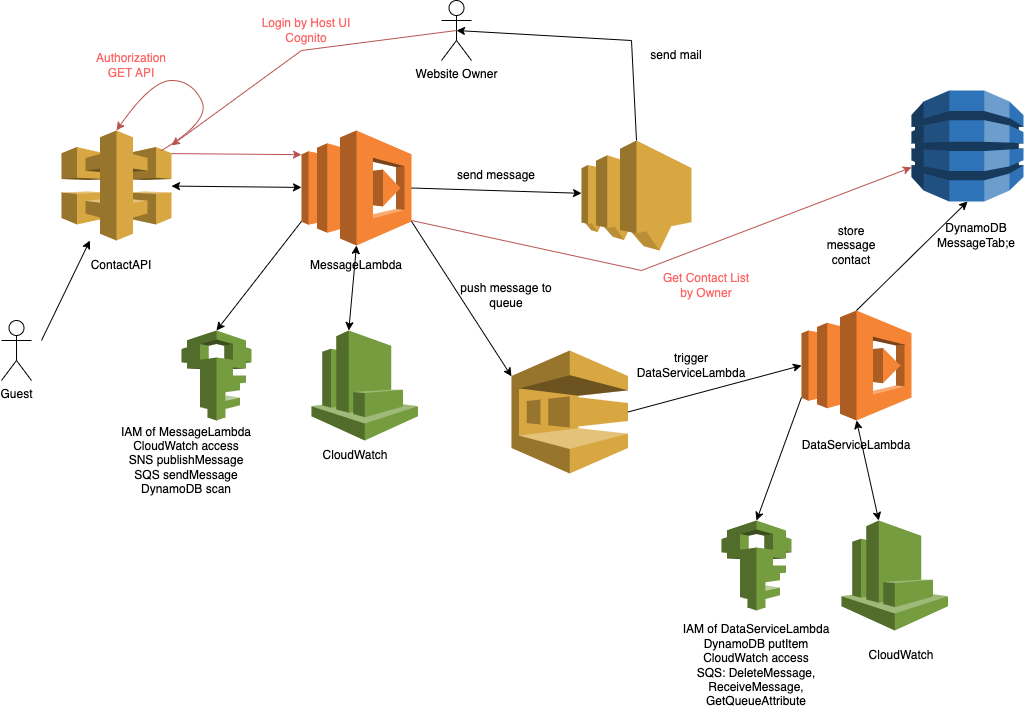 Login by Host UI
Cognito
Website Owner
send mail
Authorization
GET API
ContactAPI
MessageLambda
send message
DynamoDB
MessageTab;e
store
message
contact
Get Contact List
by Owner
push message to
queue
Guest
IAM of MessageLambda
CloudWatch access
SNS publishMessage
SQS sendMessage
DynamoDB scan
CloudWatch
trigger
DataServiceLambda
DataServiceLambda
IAM of DataServiceLambda
DynamoDB putItem
CloudWatch access
SQS: DeleteMessage,
ReceiveMessage,
GetQueueAttribute
CloudWatch